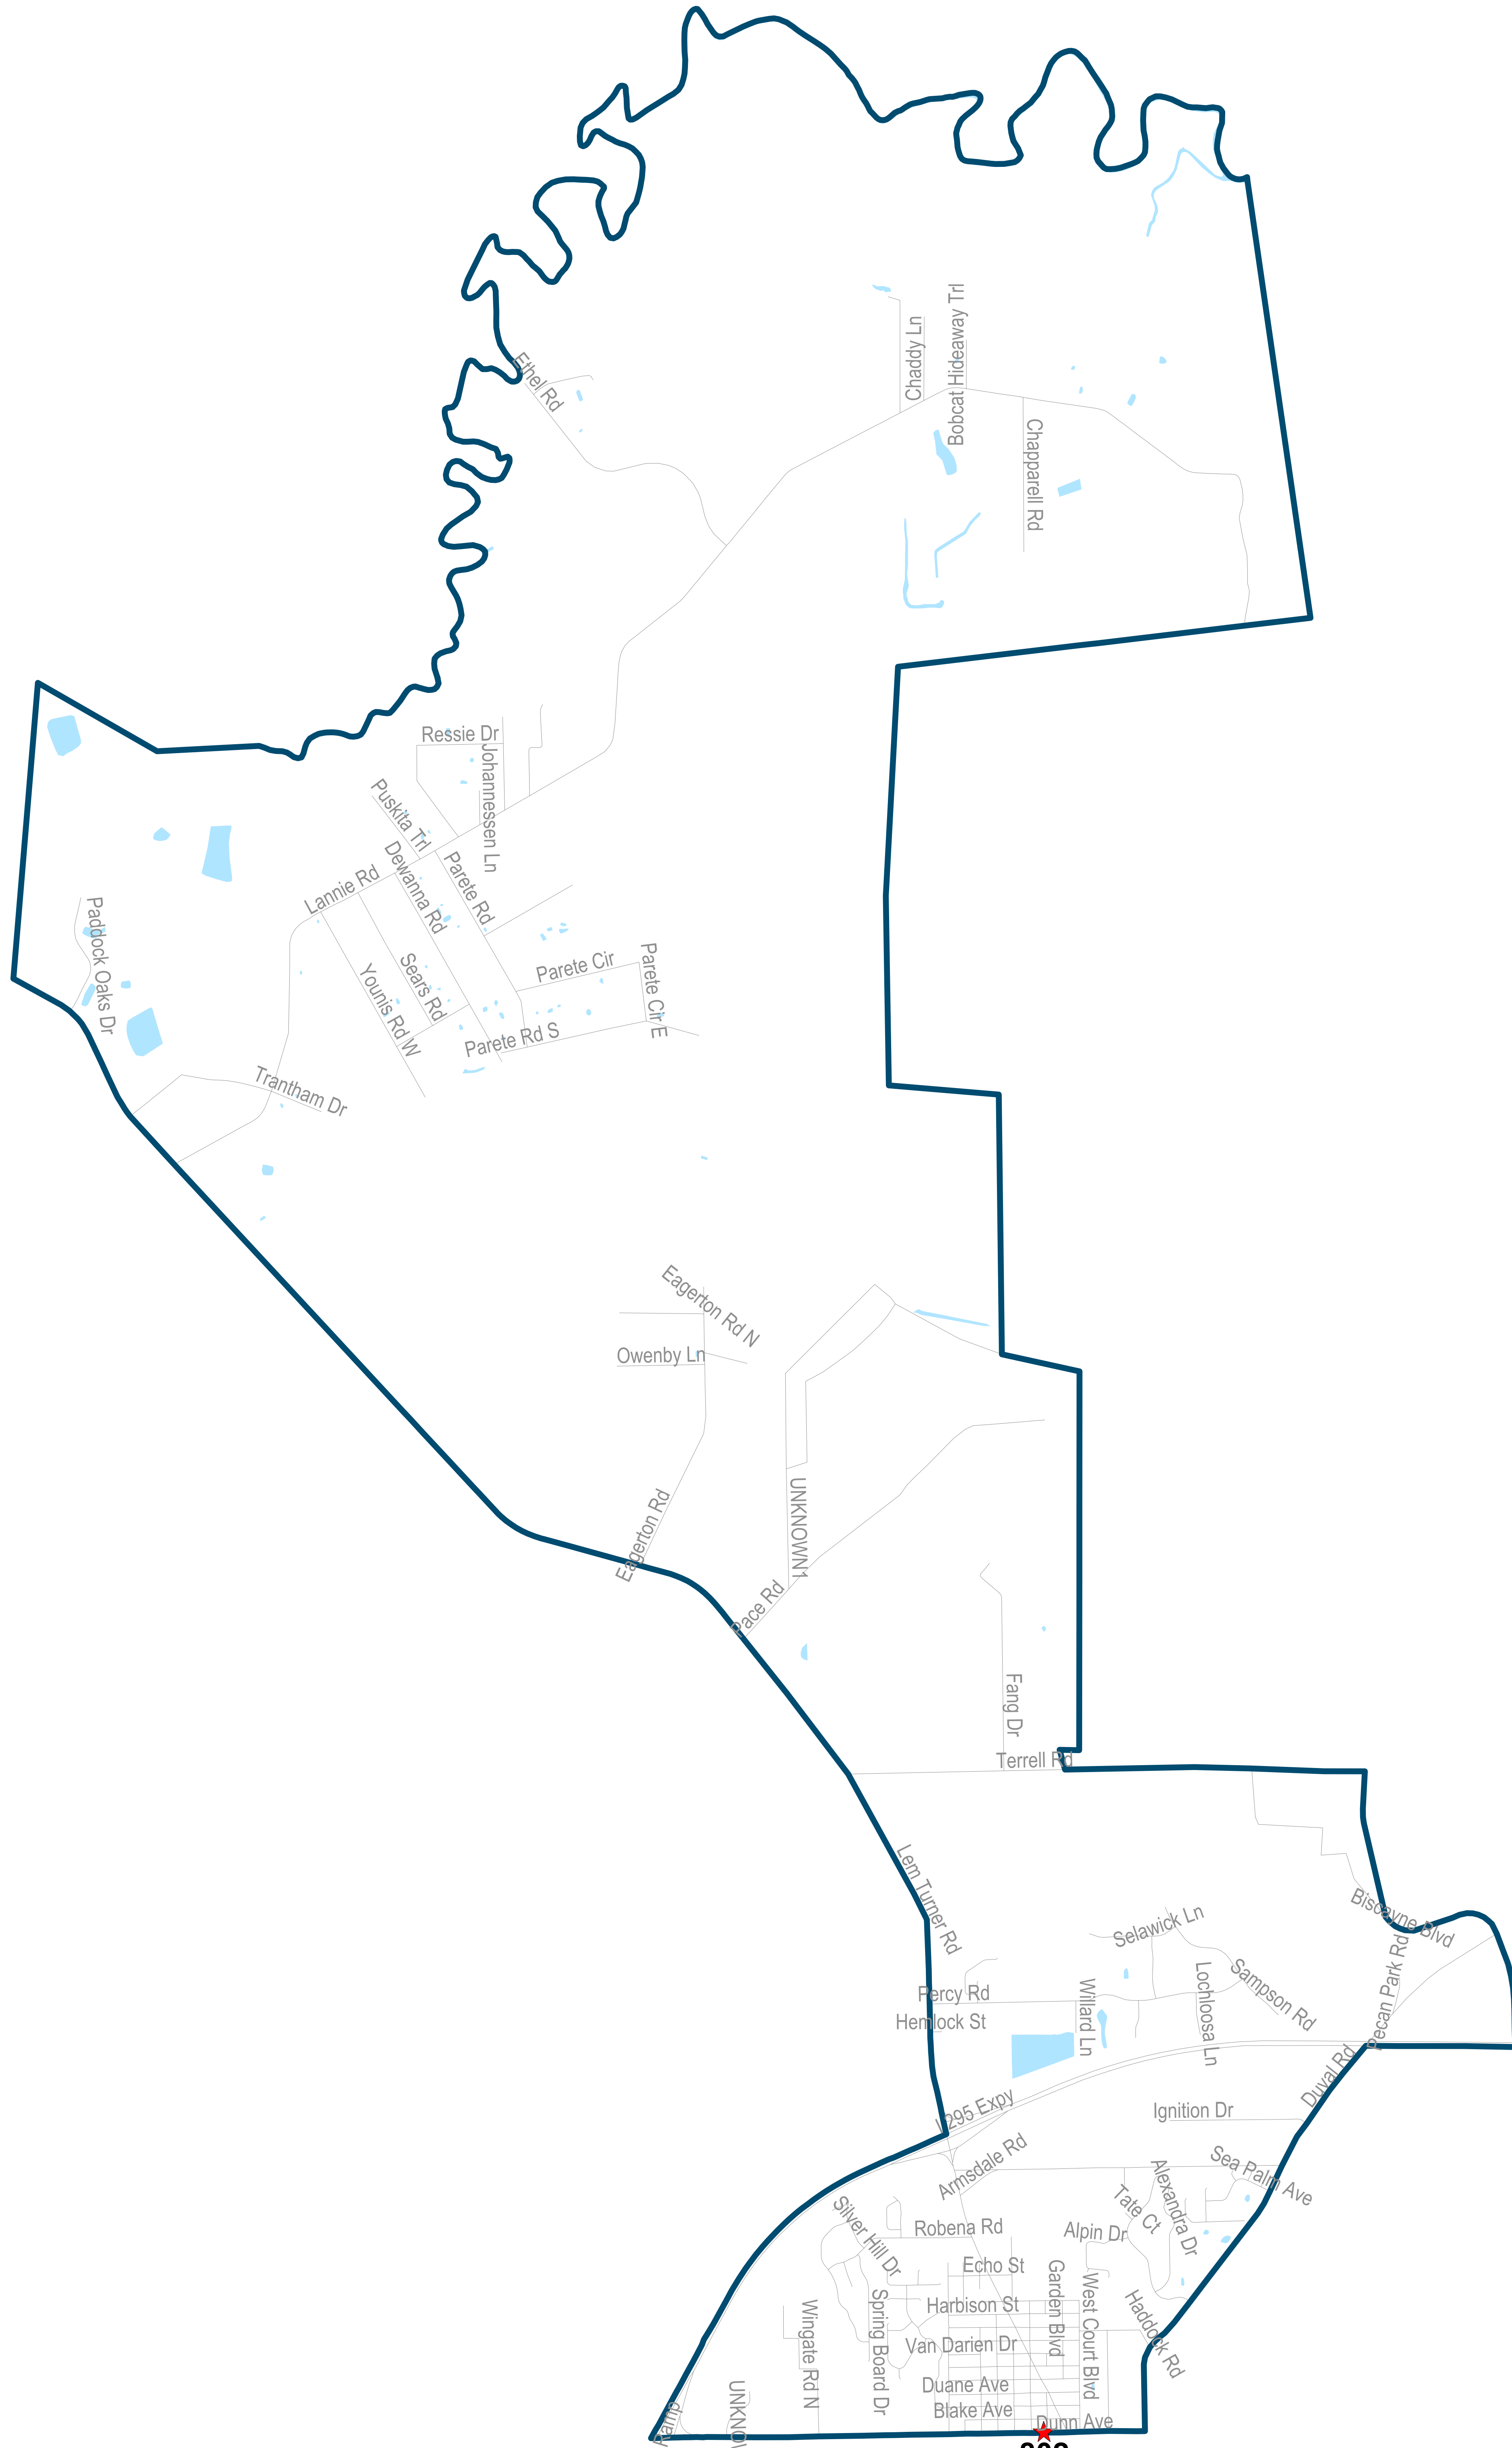 Ethel Rd
Chaddy Ln
Bobcat Hideaway Trl
Chapparell Rd
Ressie Dr
Johannessen Ln
Puskita Trl
Dewanna Rd
Parete Rd
Lannie Rd
Paddock Oaks Dr
Sears Rd
Younis Rd W
Parete Cir
Parete Cir E
Parete Rd S
Trantham Dr
Eagerton Rd N
Owenby Ln
Eagerton Rd
UNKNOWN
Pace Rd
Fang Dr
Terrell Rd
Lem Turner Rd
Biscayne Blvd
Selawick Ln
Sampson Rd
Pecan Park Rd
Percy Rd
Willard Ln
Lochloosa Ln
Hemlock St
Duval Rd
I-295 Expy
Ignition Dr
Armsdale Rd
Sea Palm Ave
Alexandra Dr
Tate Ct
Silver Hill Dr
Robena Rd
Alpin Dr
Echo St
Garden Blvd
West Court Blvd
Harbison St
Haddock Rd
Wingate Rd N
Spring Board Dr
Van Darien Dr
Duane Ave
Blake Ave
Dunn Ave
Ramp